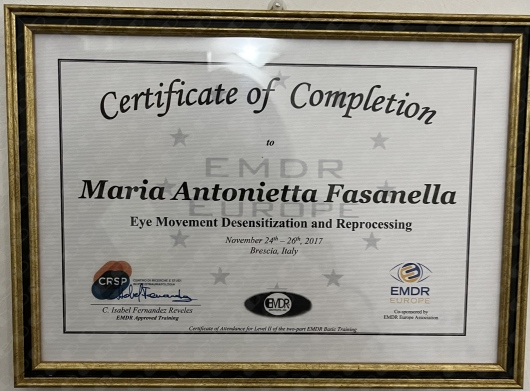 Certificate of Completion
to
EMDR
Maria Antonietta Fasanella
EUROPE
Eye Movement Desensitization and Reprocessing
November 24th – 26th, 2017
Brescia, Italy
CRSP
C. Isabel Fernandez Reveles
EMDR Approved Training
EMDR
EMDR
EUROPE
Co-sponsored by
EMDR Europe Association
Certificate of Attendance for Level II of the two-part EMDR Basic Training